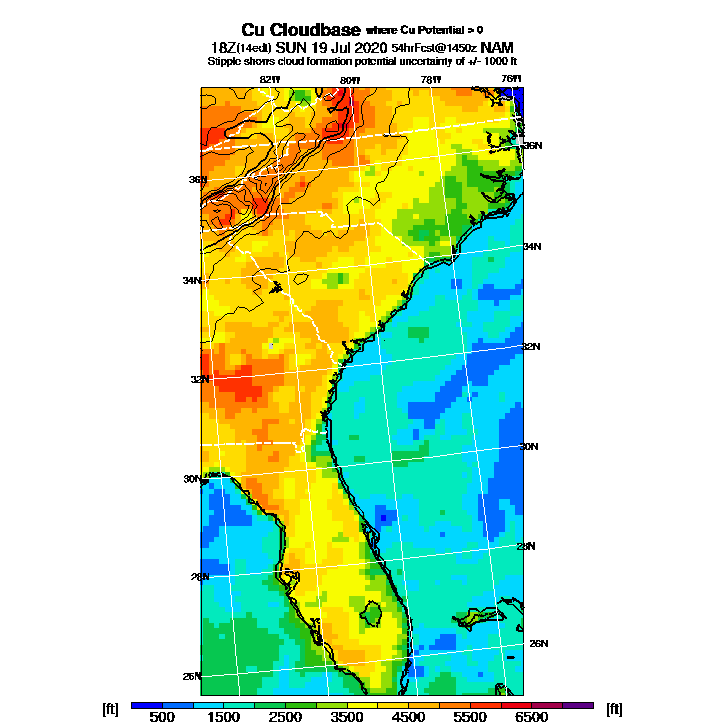 Cu Cloudbase where Cu Potential > 0
18Z(14edt) SUN 19 Jul 2020 54hrFcst@1450z NAM
Stipple shows cloud formation potential uncertainty of +/- 1000 ft
82W 80W 78W 76W
36N
36N
34N
34N
32N
32N
30N
30N
28N
28N
26N
26N
[ft] [ft]
500 1500 2500 3500 4500 5500 6500